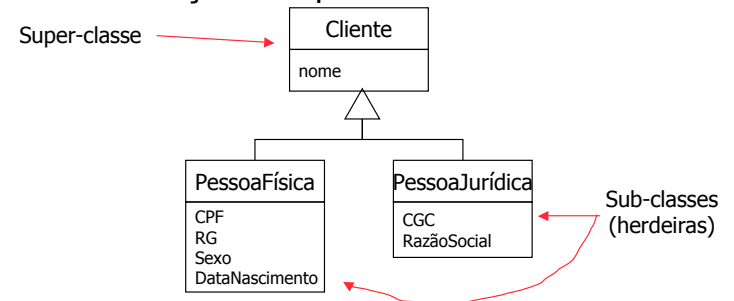 Cliente
Super-classe
nome
PessoaFísica
PessoaJurídica
CPF
RG
Sexo
DataNascimento
CGC
RazãoSocial
Sub-classes
(herdeiras)